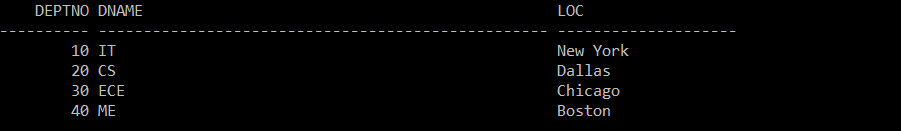 DEPTNO DNAME LOC
---------- -------------------------------------------------- --------------------
10 IT New York
20 CS Dallas
30 ECE Chicago
40 ME Boston